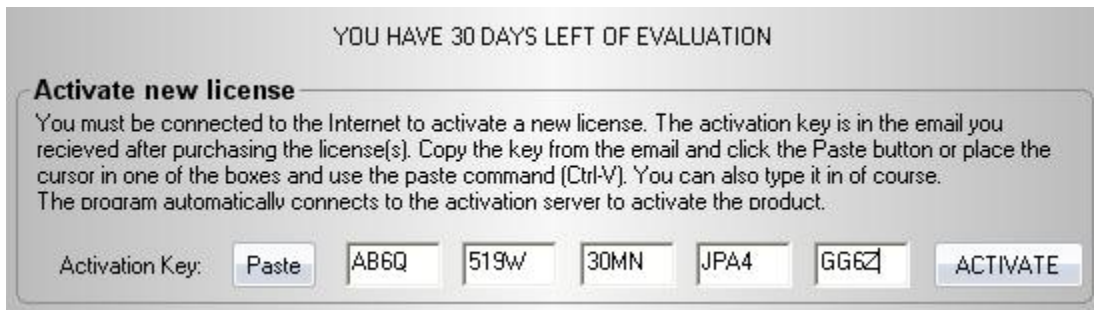 YOU HAVE 30 DAYS LEFT OF EVALUATION
Activate new license
You must be connected to the Internet to activate a new license. The activation key is in the email you
recieved after purchasing the license(s). Copy the key from the email and click the Paste button or place the
cursor in one of the boxes and use the paste command (Ctrl-V). You can also type it in of course.
The program automatically connects to the activation server to activate the product.
Activation Key: Paste AB6Q 519W 30MN JPA4 GG6Z ACTIVATE